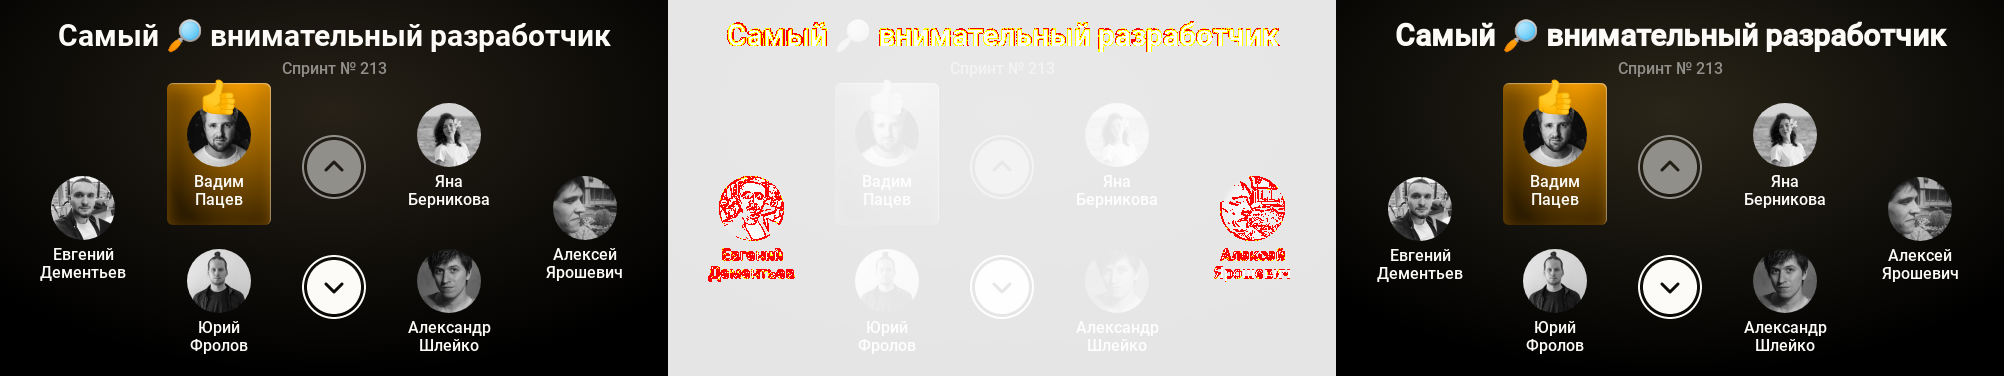 Самый 🔎 внимательный разработчик
Спринт № 213
Вадим
Пацев
Яна
Берникова
Евгений
Дементьев
Алексей
Ярошевич
Юрий
Фролов
Александр
Шлейко
Самый 🔎 внимательный разработчик
Спринт № 213
Вадим
Пацев
Яна
Берникова
Евгений
Дементьев
Алексей
Ярошевич
Юрий
Фролов
Александр
Шлейко
Самый 🔎 внимательный разработчик
Спринт № 213
Вадим
Пацев
Яна
Берникова
Евгений
Дементьев
Алексей
Ярошевич
Юрий
Фролов
Александр
Шлейко